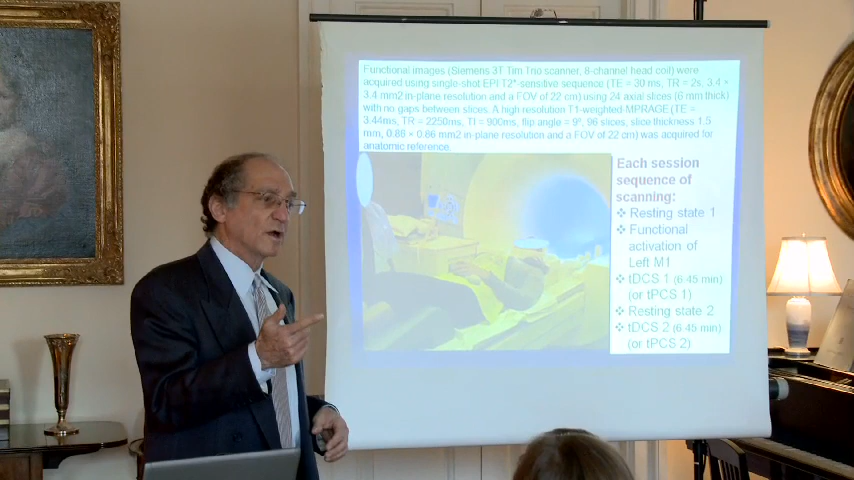 Functional images (Siemens 3T Tim Trio scanner, 8-channel head coil) were
acquired using single-shot EPI T2*-sensitive sequence (TE = 30 ms, TR = 2s, 3.4 ×
3.4 mm2 in-plane resolution and a FOV of 22 cm) using 24 axial slices (6 mm thick)
with no gaps between slices. A high resolution T1-weighted MPRAGE (TE =
3.44ms, TR = 2250ms, TI = 900ms, flip angle = 9º, 96 slices, slice thickness 1.5
mm, 0.86 × 0.86 mm2 in-plane resolution and a FOV of 22 cm) was acquired for
anatomic reference.
Each session
sequence of
scanning:
❖ Resting state 1
❖ Functional
activation of
Left M1
❖ tDCS 1 (6.45 min)
(or tPCS 1)
❖ Resting state 2
❖ tDCS 2 (6.45 min)
(or tPCS 2)